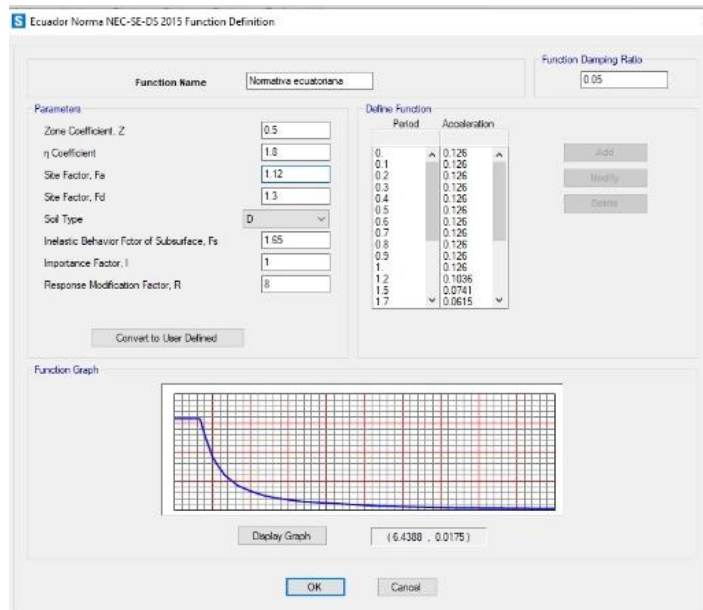 S Ecuador Norma NEC-SE-DS 2015 Function Definition
Function Name
Normativa ecuatoriana
Function Damping Ratio
0.05
Parameters
Zone Coefficient, Z 0.5
η Coefficient 1.8
Site Factor, Fa 1.12
Site Factor, Fd 1.3
Soil Type D
Inelastic Behavior Fctor of Subsurface, Fs 1.65
Importance Factor, I 1
Response Modification Factor, R 8
Convert to User Defined
Define Function
Period Acceleration
0. 0.126
0.1 0.126
0.2 0.126
0.3 0.126
0.4 0.126
0.5 0.126
0.6 0.126
0.7 0.126
0.8 0.126
0.9 0.126
1. 0.126
1.2 0.1036
1.5 0.0741
1.7 0.0615
Add
Modify
Delete
Function Graph
Display Graph
(6.4388 , 0.0175)
OK
Cancel